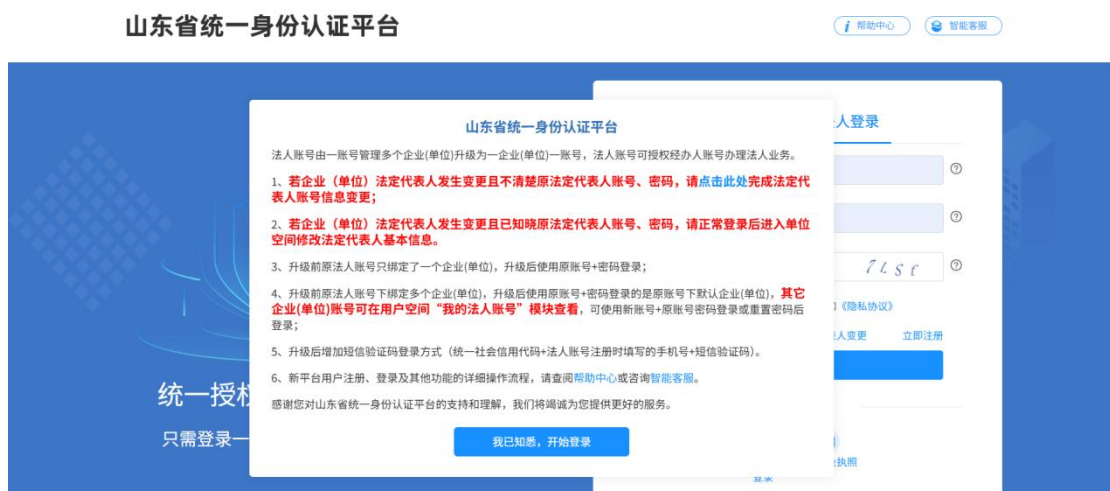 山东省统一身份认证平台
帮助中心
智能客服
山东省统一身份认证平台
人登录
法人账号由一账号管理多个企业(单位)升级为一企业(单位)一账号，法人账号可授权经办人账号办理法人业务。
1、若企业（单位）法定代表人发生变更且不清楚原法定代表人账号、密码，请点击此处完成法定代
表人账号信息变更；
2、若企业（单位）法定代表人发生变更且已知晓原法定代表人账号、密码，请正常登录后进入单位
空间修改法定代表人基本信息。
3、升级前原法人账号只绑定了一个企业(单位)，升级后使用原账号+密码登录；
7LSf
4、升级前原法人账号下绑定多个企业(单位)，升级后使用原账号+密码登录的是原账号下默认企业(单位)，其它
企业(单位)账号可在用户空间“我的法人账号”模块查看，可使用新账号+原账号密码登录或重置密码后
登录；
《隐私协议》
人变更
立即注册
5、升级后增加短信验证码登录方式（统一社会信用代码+法人账号注册时填写的手机号+短信验证码）。
6、新平台用户注册、登录及其他功能的详细操作流程，请查阅帮助中心或咨询智能客服。
感谢您对山东省统一身份认证平台的支持和理解，我们将竭诚为您提供更好的服务。
我已知悉，开始登录
统一授权
只需登录一
执照
登录